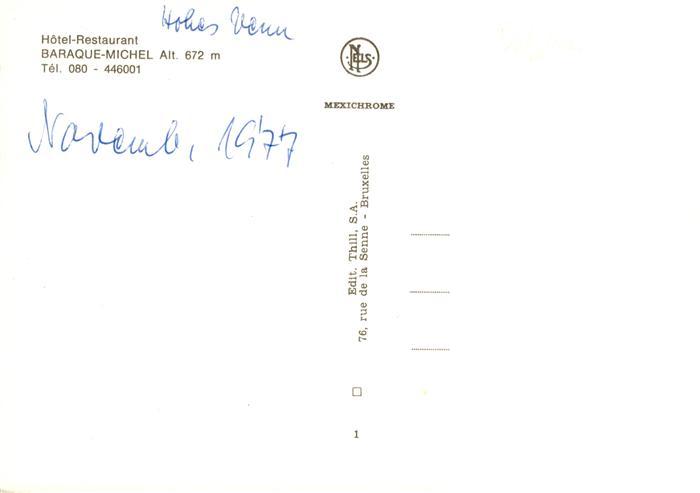 Hohes Venn
Hôtel-Restaurant
BARAQUE-MICHEL Alt. 672 m
Tél. 080 - 446001
Novemb, 1977
NELS
MEXICHROME
Edit. Thill, S.A.
76, rue de la Senne - Bruxelles
1